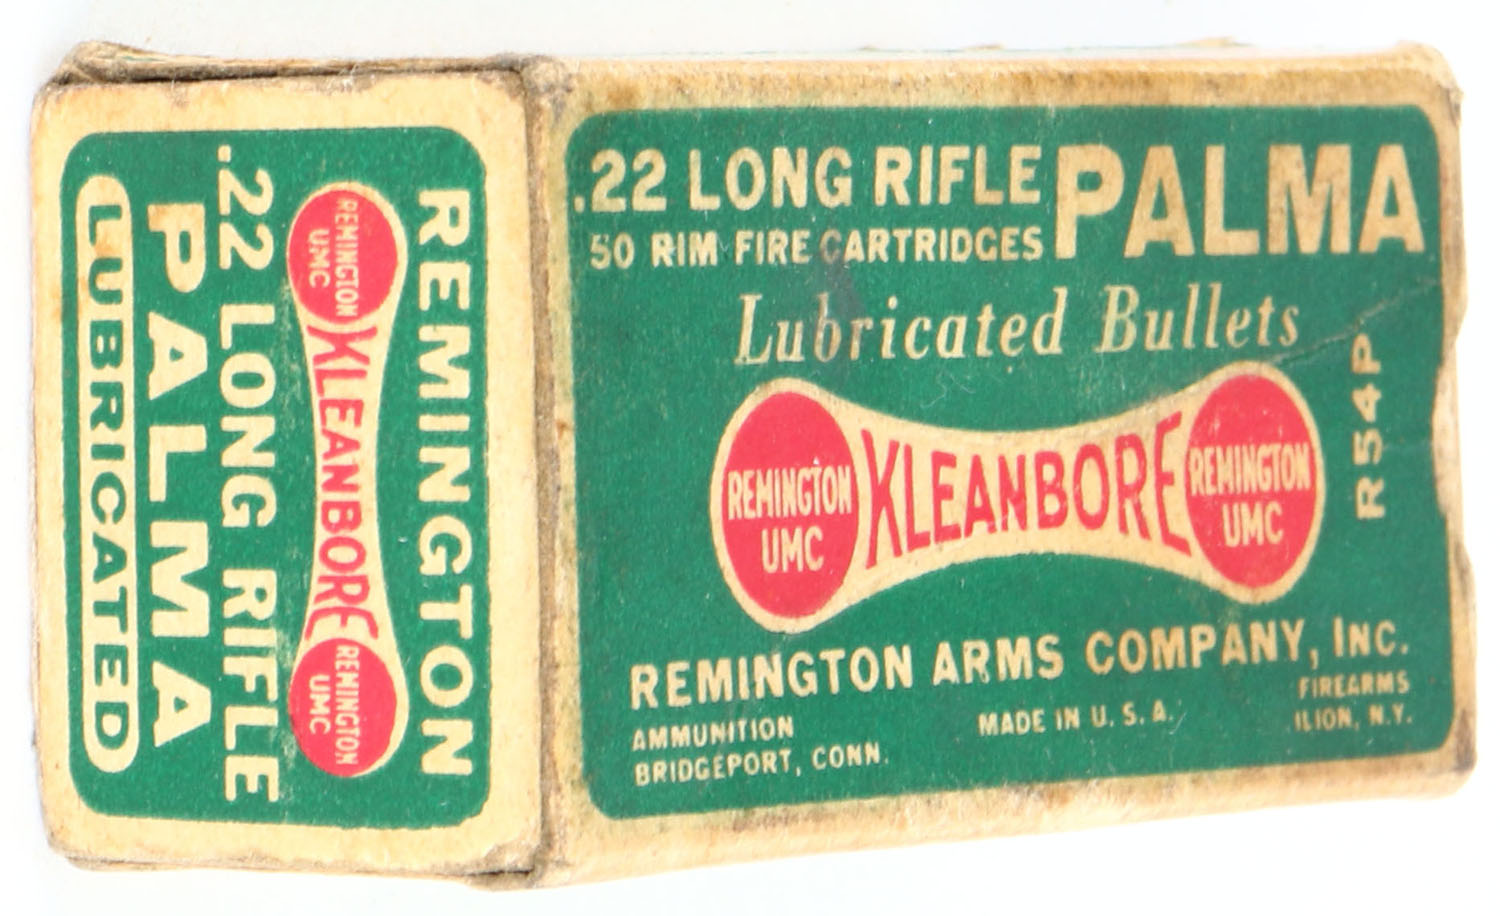 REMINGTON
REMINGTON
UMC
KLEANBORE
REMINGTON
UMC
.22 LONG RIFLE
PALMA
LUBRICATED
.22 LONG RIFLE PALMA
50 RIM FIRE CARTRIDGES
Lubricated Bullets
REMINGTON
UMC
KLEANBORE
REMINGTON
UMC
R54P
REMINGTON ARMS COMPANY, INC.
AMMUNITION
BRIDGEPORT, CONN.
MADE IN U.S.A.
FIREARMS
ILION, N.Y.